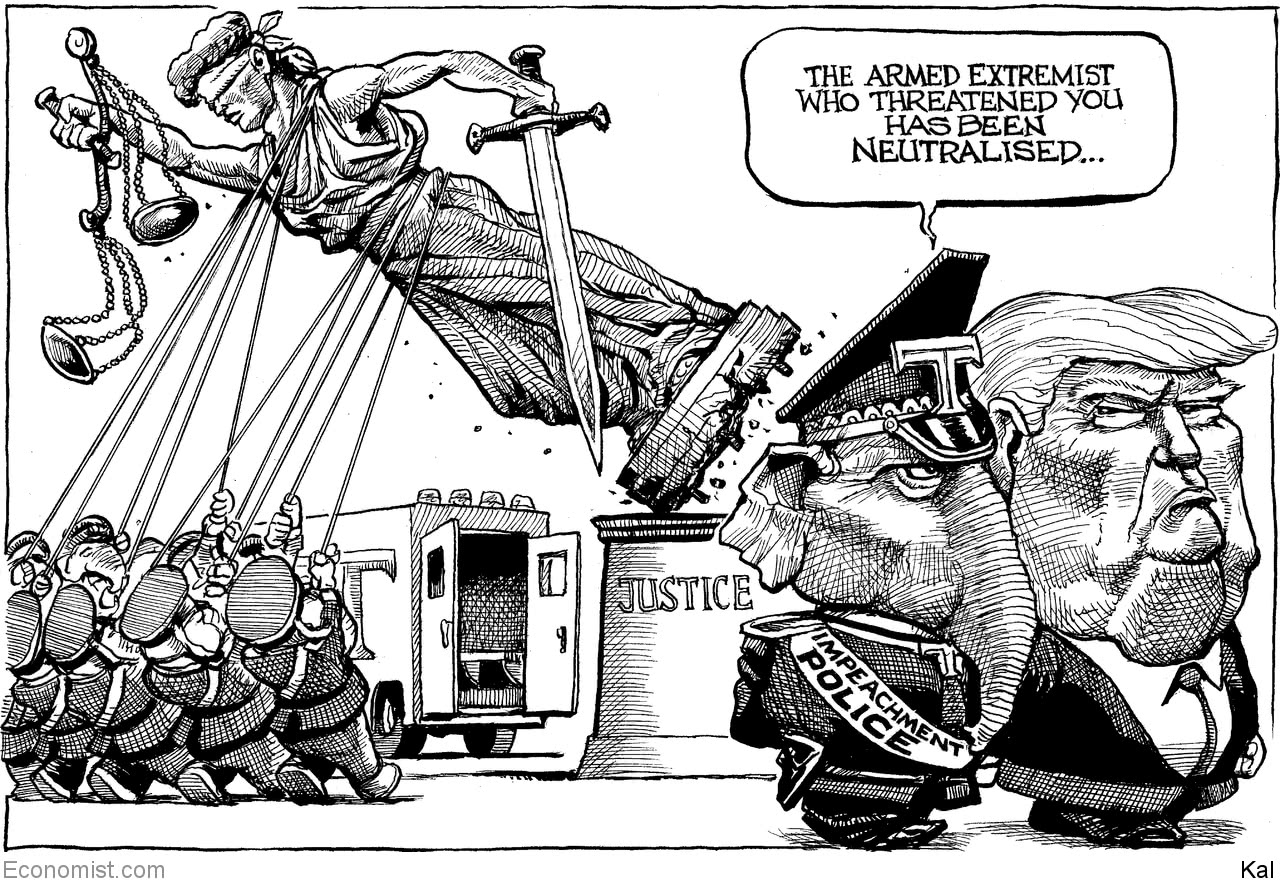 THE ARMED EXTREMIST
WHO THREATENED YOU
HAS BEEN
NEUTRALISED...
T
T
JUSTICE
IMPEACHMENT
POLICE
Economist.com
Kal